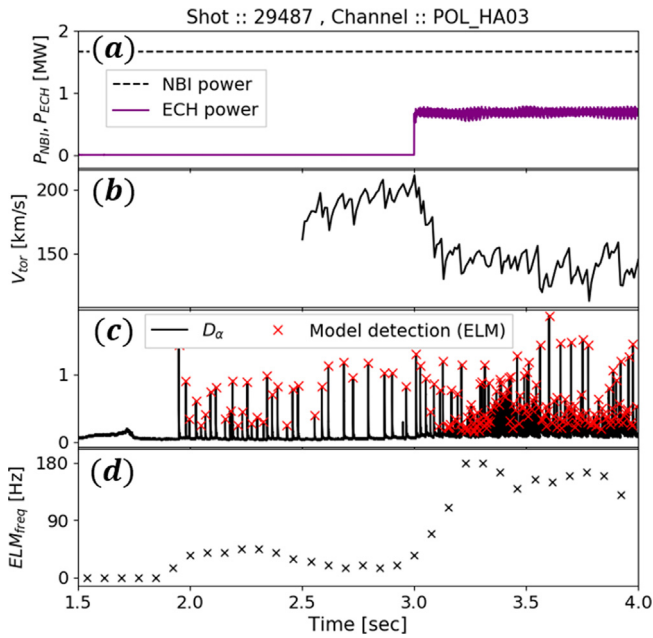 Shot :: 29487 , Channel :: POL_HA03
(a)
P_NBI, P_ECH [MW]
2
1
0
NBI power
ECH power
(b)
V_tor [km/s]
200
150
(c)
D_α
Model detection (ELM)
1
0
(d)
ELM_freq [Hz]
180
90
0
1.5 2.0 2.5 3.0 3.5 4.0
Time [sec]